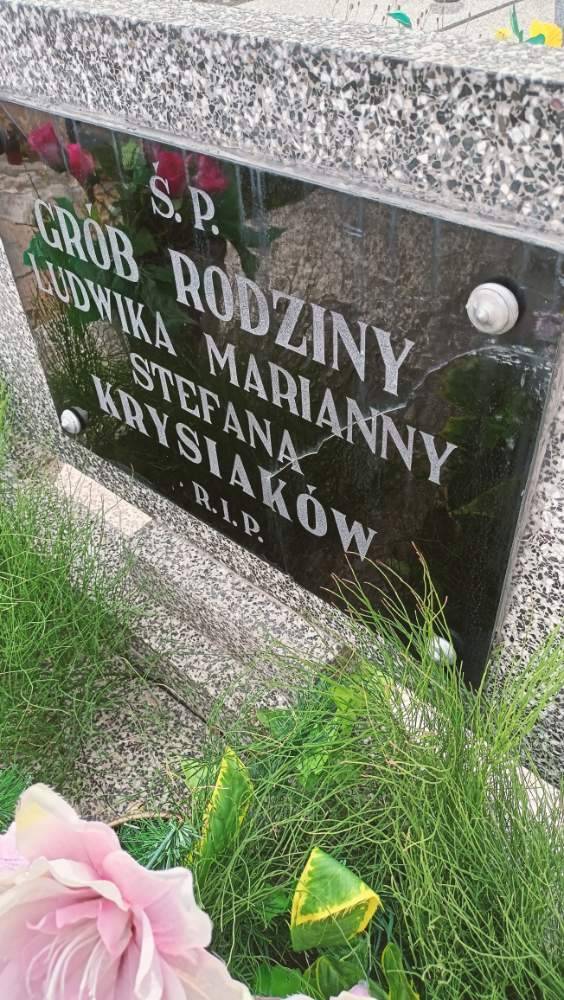 Ś. P.
GRÓB RODZINY
LUDWIKA MARIANNY
STEFANA
KRYSIAKÓW
R.I.P.